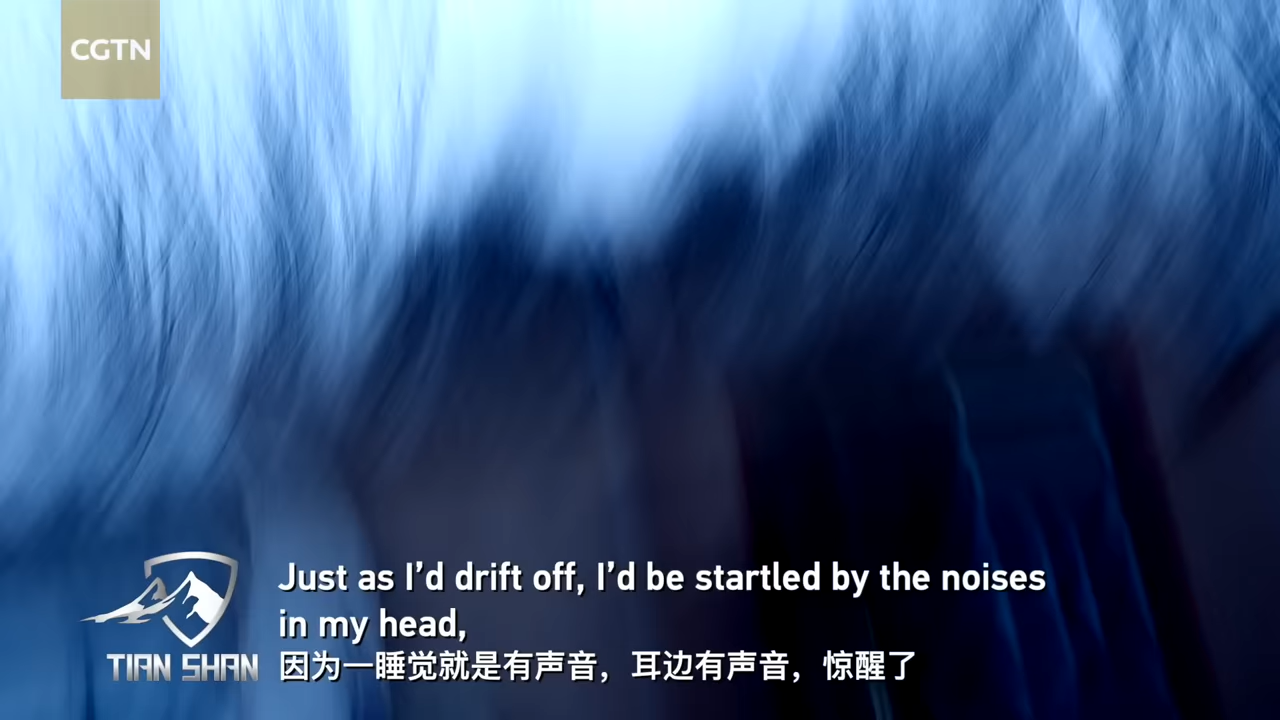 CGTN
Just as I’d drift off, I’d be startled by the noises
in my head,
因为一睡觉就是有声音，耳边有声音，惊醒了
TIAN SHAN